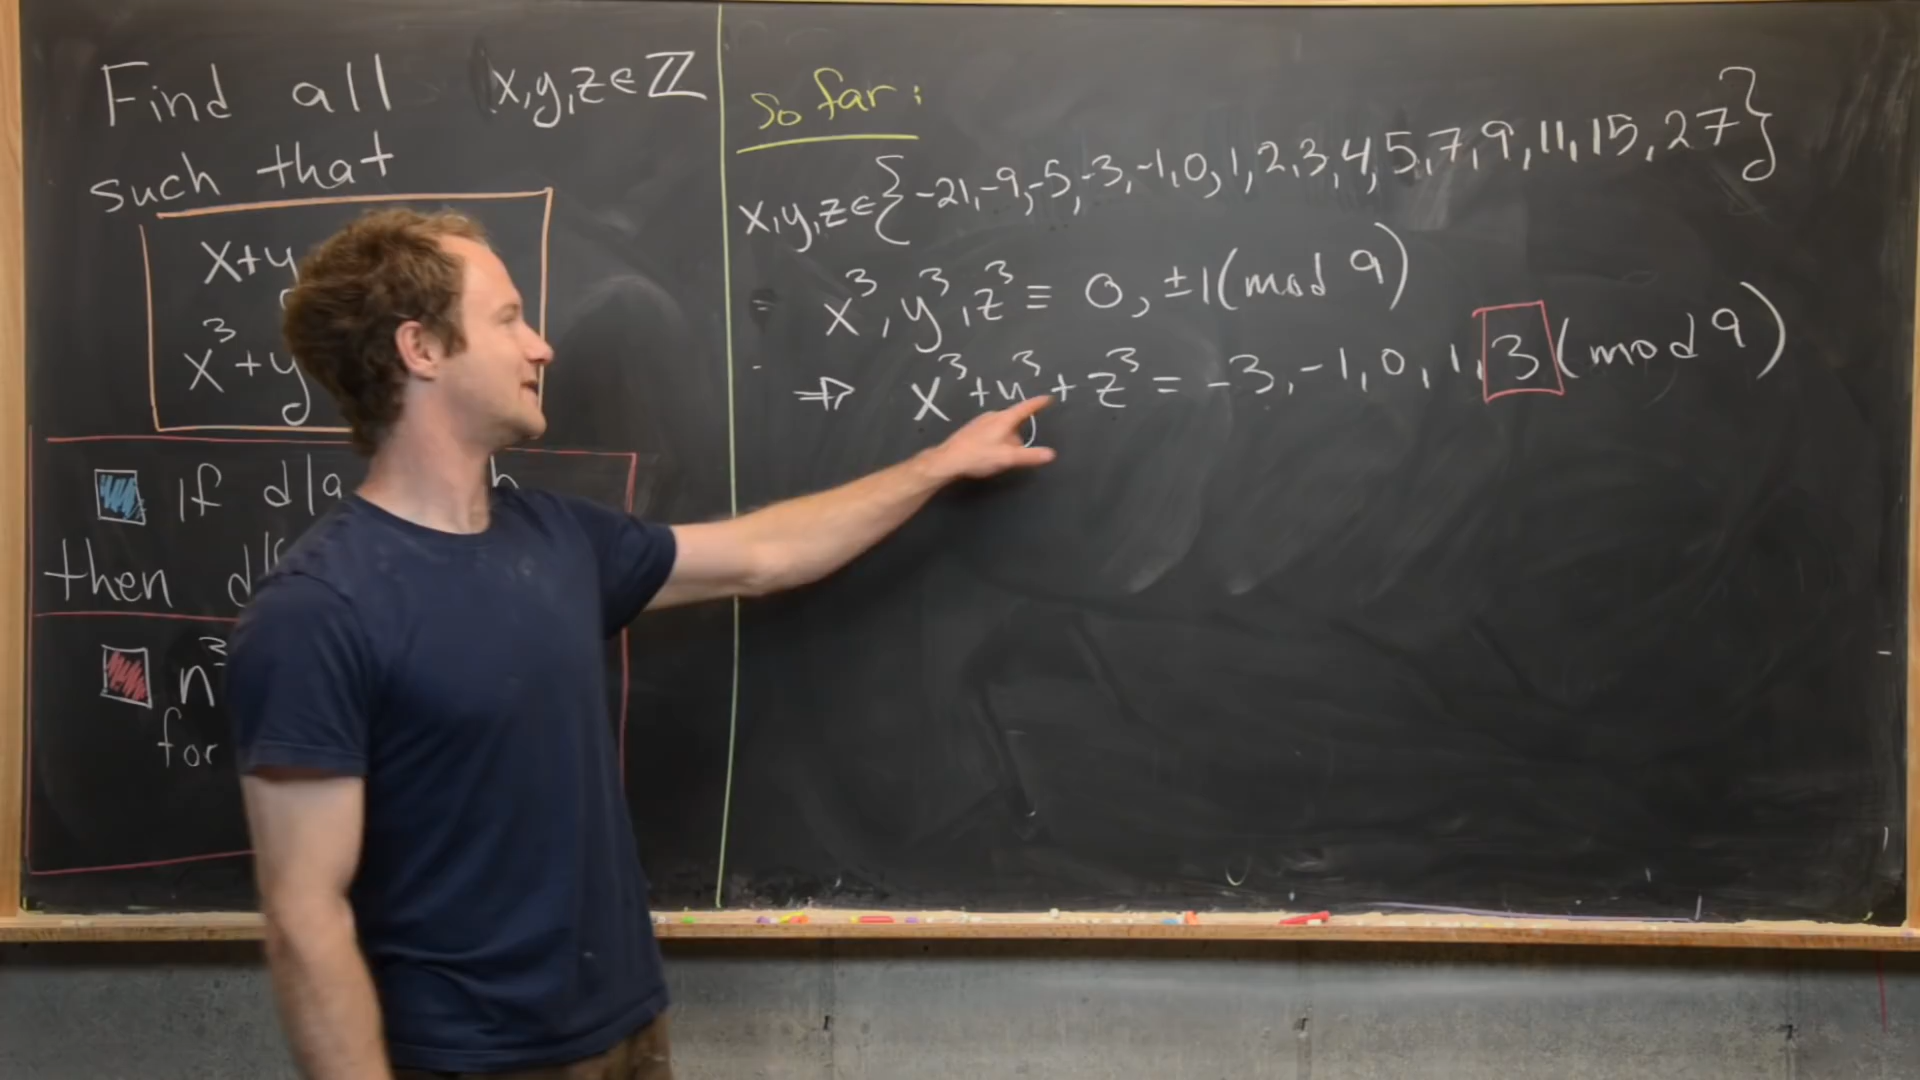 Find all x,y,z∈ℤ
such that
x+y
x³+y
If d|a
then d|
n³
for
So far:
x,y,z∈{-21,-9,-5,-3,-1,0,1,2,3,4,5,7,9,11,15,27}
x³,y³,z³≡ 0,±1(mod 9)
⇒ x³+y³+z³ = -3,-1,0,1,3(mod 9)